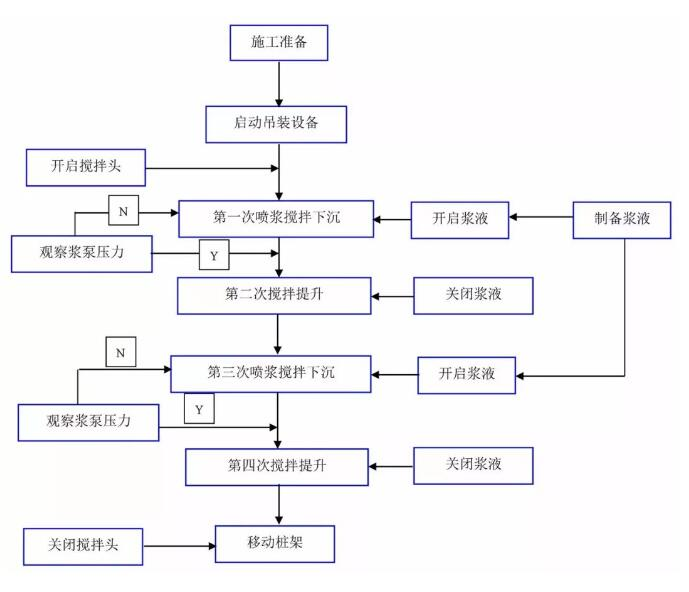 施工准备
启动吊装设备
开启搅拌头
N
第一次喷浆搅拌下沉
开启浆液
制备浆液
观察浆泵压力
Y
第二次搅拌提升
关闭浆液
N
第三次喷浆搅拌下沉
开启浆液
观察浆泵压力
Y
第四次搅拌提升
关闭浆液
关闭搅拌头
移动桩架